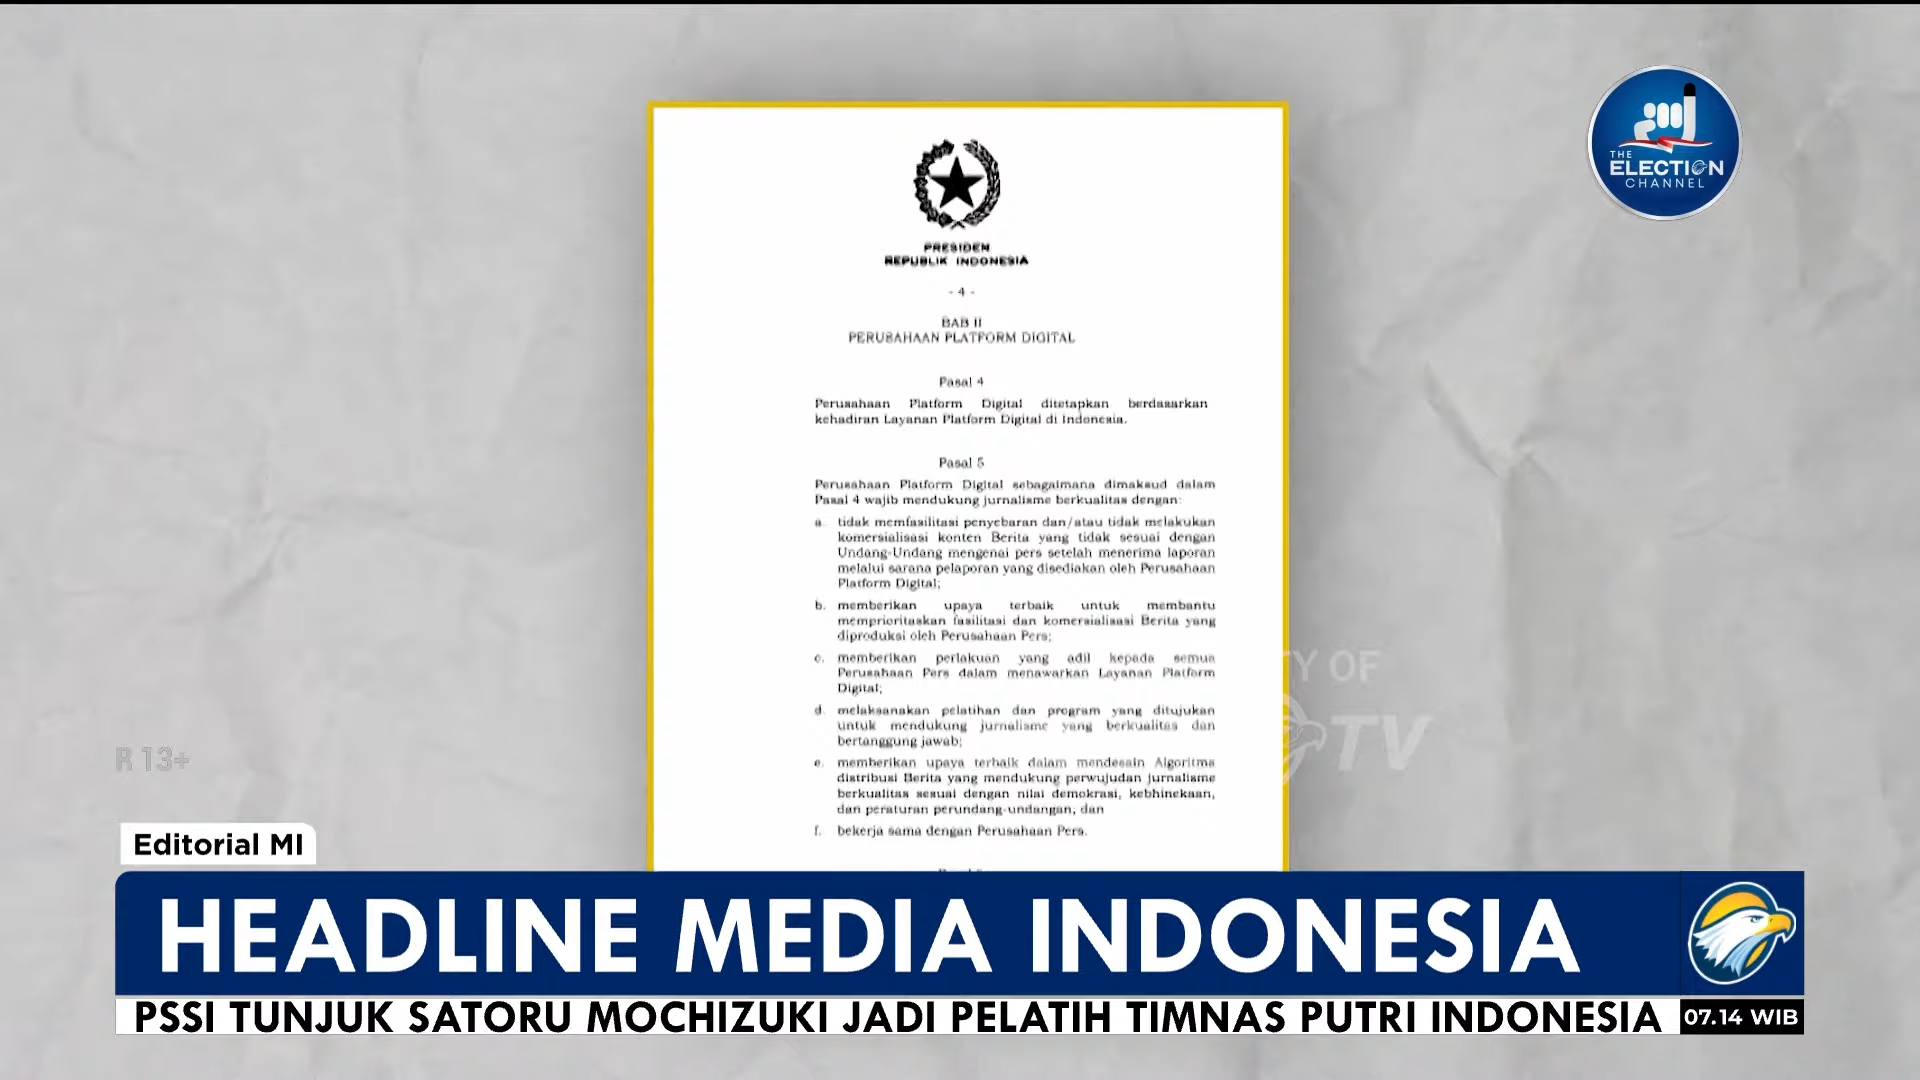 THE
ELECTION
CHANNEL
PRESIDEN
REPUBLIK INDONESIA
- 4 -
BAB II
PERUSAHAAN PLATFORM DIGITAL
Pasal 4
Perusahaan Platform Digital ditetapkan berdasarkan
kehadiran Layanan Platform Digital di Indonesia.
Pasal 5
Perusahaan Platform Digital sebagaimana dimaksud dalam
Pasal 4 wajib mendukung jurnalisme berkualitas dengan:
a. tidak memfasilitasi penyebaran dan/atau tidak melakukan
komersialisasi konten Berita yang tidak sesuai dengan
Undang-Undang mengenai pers setelah menerima laporan
melalui sarana pelaporan yang disediakan oleh Perusahaan
Platform Digital;
b. memberikan upaya terbaik untuk membantu
memprioritaskan fasilitasi dan komersialisasi Berita yang
diproduksi oleh Perusahaan Pers;
c. memberikan perlakuan yang adil kepada semua
Perusahaan Pers dalam menawarkan Layanan Platform
Digital;
d. melaksanakan pelatihan dan program yang ditujukan
untuk mendukung jurnalisme yang berkualitas dan
bertanggung jawab;
e. memberikan upaya terbaik dalam mendesain Algoritma
distribusi Berita yang mendukung perwujudan jurnalisme
berkualitas sesuai dengan nilai demokrasi, kebhinekaan,
dan peraturan perundang-undangan; dan
f. bekerja sama dengan Perusahaan Pers.
TY OF
TV
R 13+
Editorial MI
HEADLINE MEDIA INDONESIA
PSSI TUNJUK SATORU MOCHIZUKI JADI PELATIH TIMNAS PUTRI INDONESIA
07.14 WIB